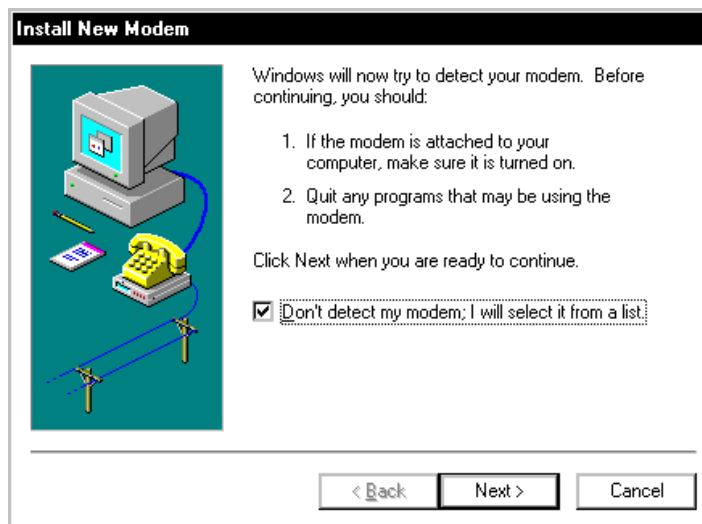 Install New Modem
Windows will now try to detect your modem. Before
continuing, you should:
1. If the modem is attached to your
computer, make sure it is turned on.
2. Quit any programs that may be using the
modem.
Click Next when you are ready to continue.
Don't detect my modem; I will select it from a list.
< Back
Next >
Cancel